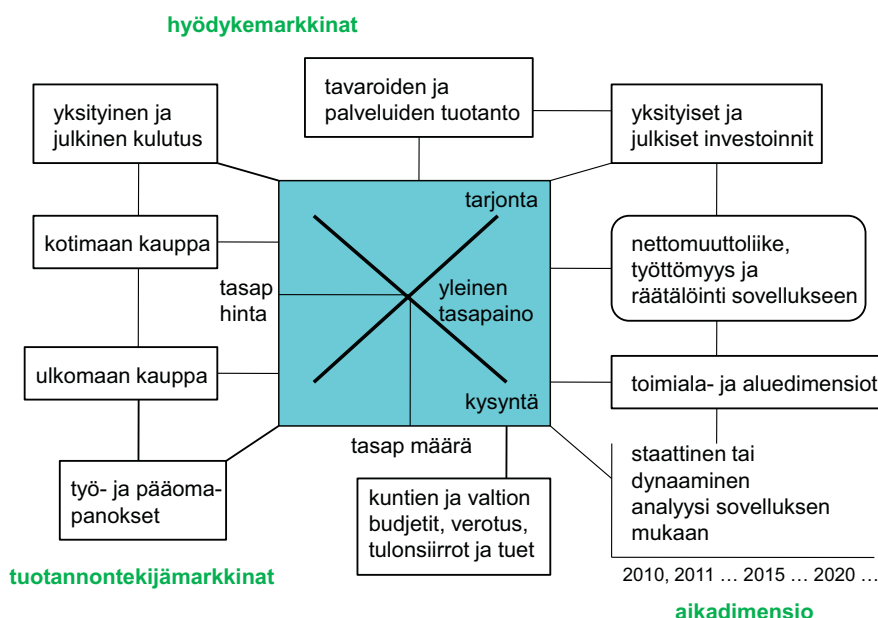 hyödykemarkkinat
yksityinen ja
julkinen kulutus
tavaroiden ja
palveluiden tuotanto
yksityiset ja
julkiset investoinnit
tarjonta
kotimaan kauppa
nettomuuttoliike,
työttömyys ja
räätälöinti sovellukseen
tasap
hinta
yleinen
tasapaino
ulkomaan kauppa
toimiala- ja aluedimensiot
kysyntä
tasap määrä
työ- ja pääoma-
panokset
kuntien ja valtion
budjetit, verotus,
tulonsiirrot ja tuet
staattinen tai
dynaaminen
analyysi sovelluksen
mukaan
tuotannontekijämarkkinat
2010, 2011 … 2015 … 2020 …
aikadimensio